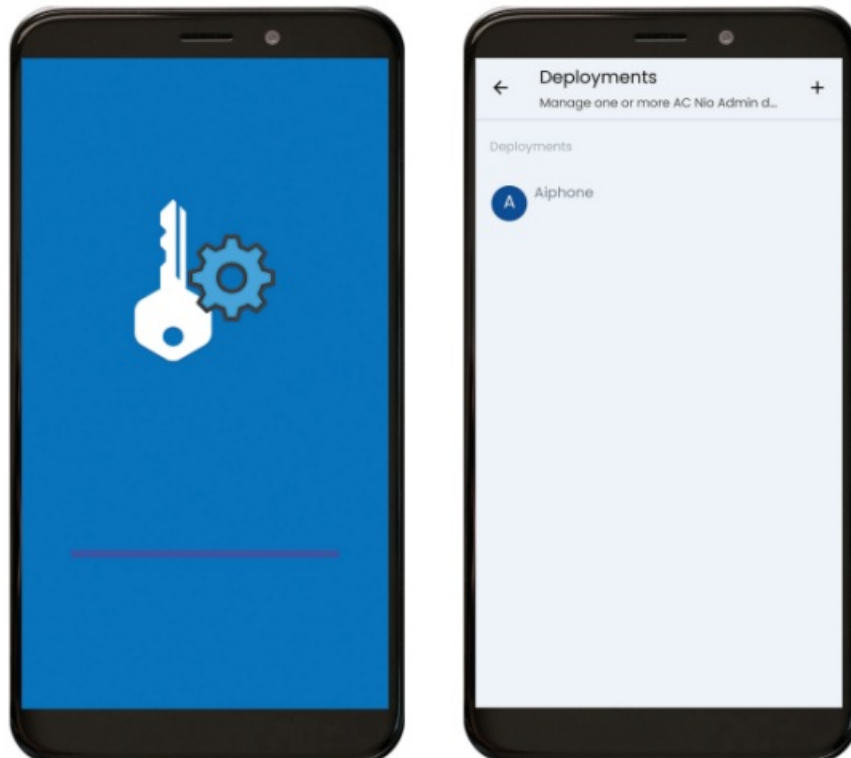 Deployments
Manage one or more AC Nio Admin d...
Deployments
A
Aiphone